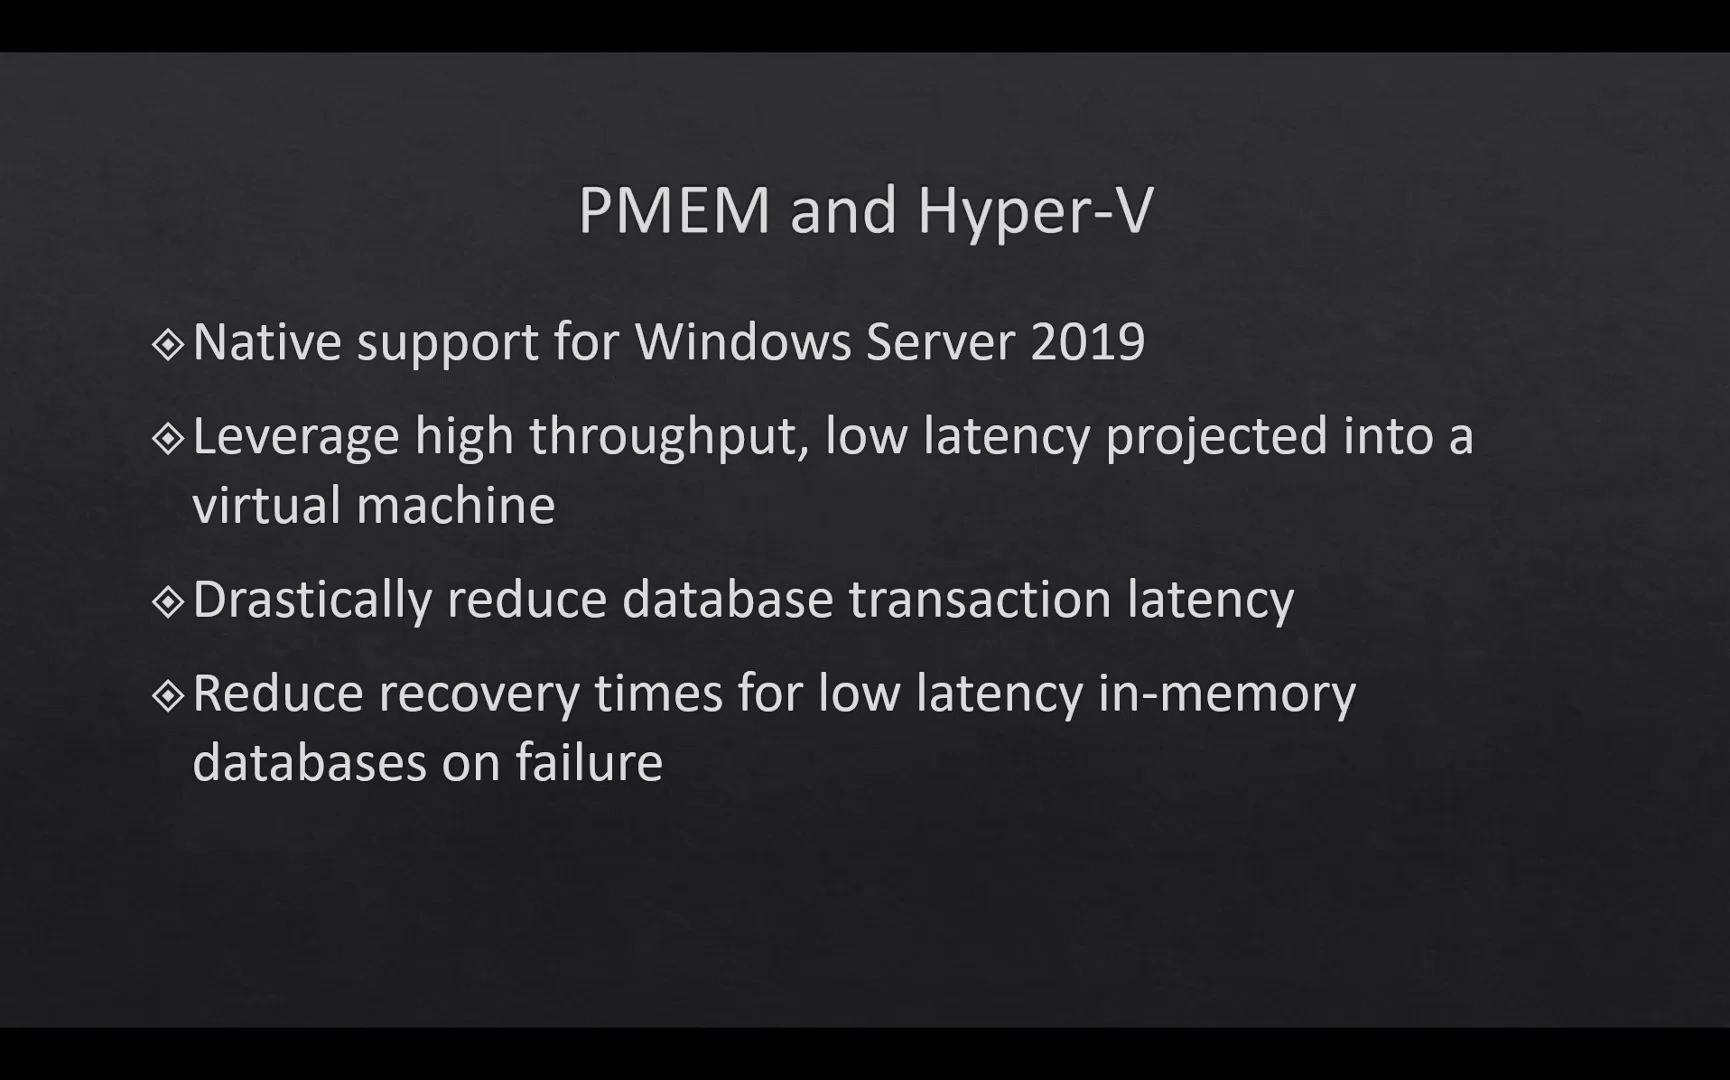 PMEM and Hyper-V
Native support for Windows Server 2019
Leverage high throughput, low latency projected into a
virtual machine
Drastically reduce database transaction latency
Reduce recovery times for low latency in-memory
databases on failure